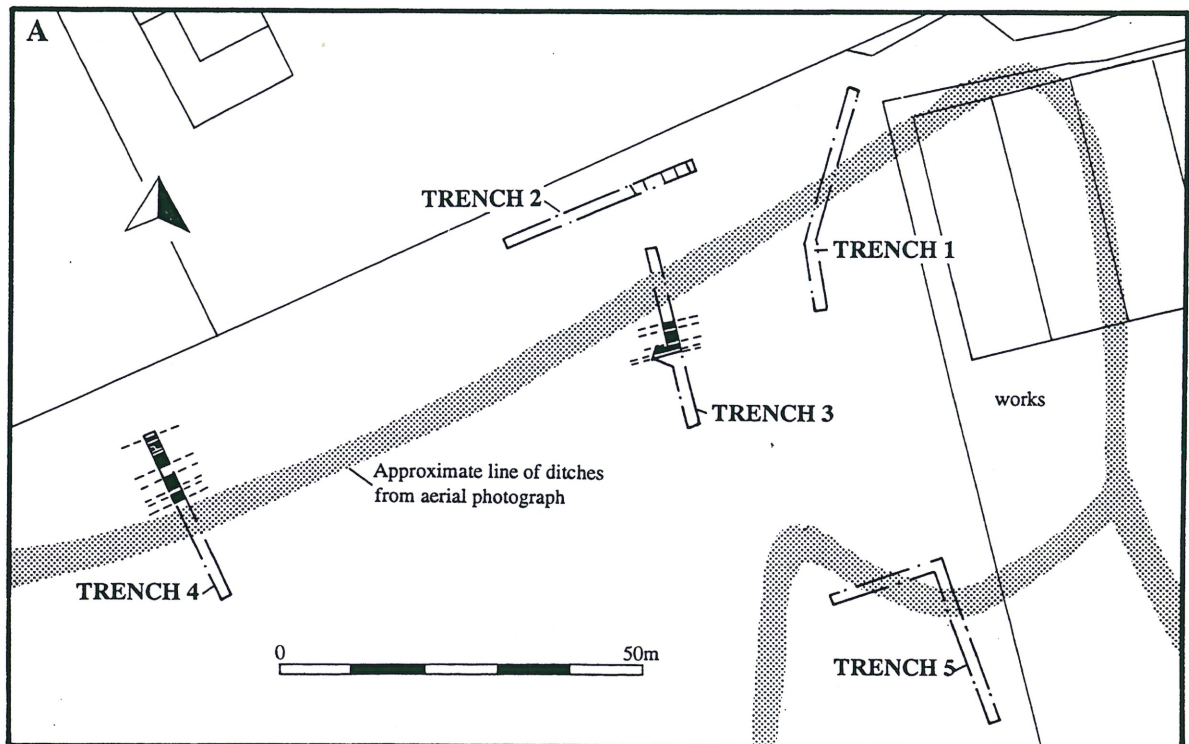 A
TRENCH 2
TRENCH 1
TRENCH 3
works
Approximate line of ditches
from aerial photograph
TRENCH 4
0 50m
TRENCH 5